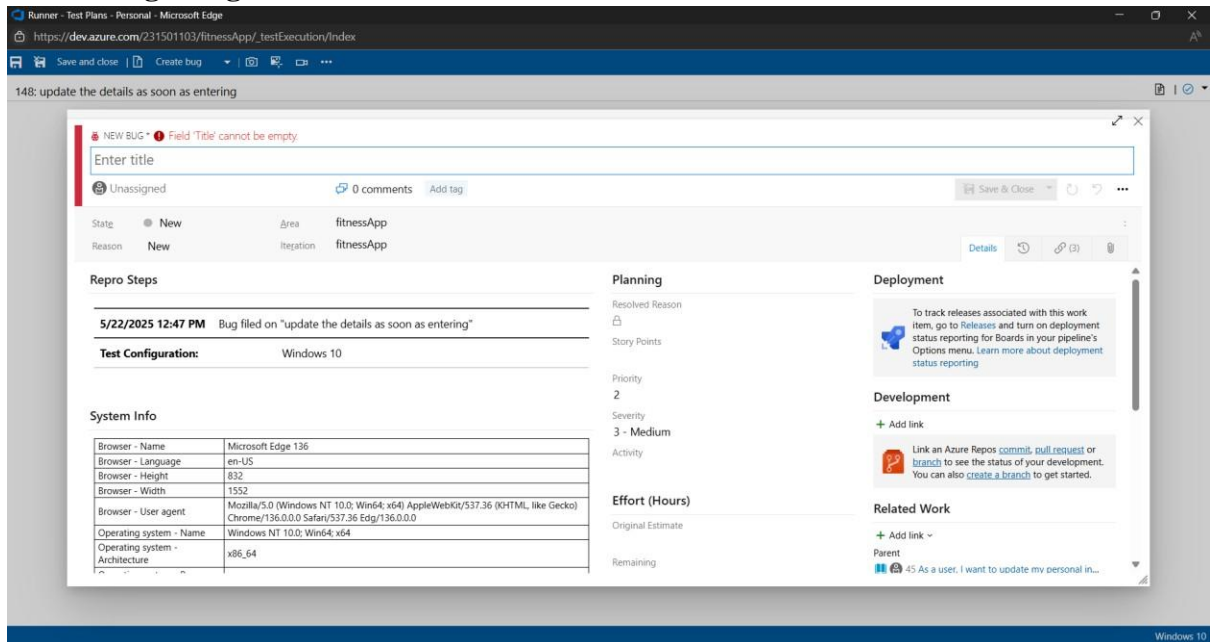 Runner - Test Plans - Personal - Microsoft Edge
https://dev.azure.com/231501103/fitnessApp/_testExecution/Index
Save and close | Create bug
148: update the details as soon as entering
NEW BUG * Field 'Title' cannot be empty.
Enter title
Unassigned 0 comments Add tag Save & Close
State New Area fitnessApp
Reason New Iteration fitnessApp
Details (3)
Repro Steps
5/22/2025 12:47 PM Bug filed on "update the details as soon as entering"
Test Configuration: Windows 10
System Info
Browser - Name Microsoft Edge 136
Browser - Language en-US
Browser - Height 832
Browser - Width 1552
Browser - User agent Mozilla/5.0 (Windows NT 10.0; Win64; x64) AppleWebKit/537.36 (KHTML, like Gecko)
Chrome/136.0.0.0 Safari/537.36 Edg/136.0.0.0
Operating system - Name Windows NT 10.0; Win64; x64
Operating system -
Architecture x86_64
Planning
Resolved Reason
Story Points
Priority
2
Severity
3 - Medium
Activity
Effort (Hours)
Original Estimate
Remaining
Deployment
To track releases associated with this work
item, go to Releases and turn on deployment
status reporting for Boards in your pipeline's
Options menu. Learn more about deployment
status reporting
Development
+ Add link
Link an Azure Repos commit, pull request or
branch to see the status of your development.
You can also create a branch to get started.
Related Work
+ Add link
Parent
45 As a user, I want to update my personal in...
Windows 10